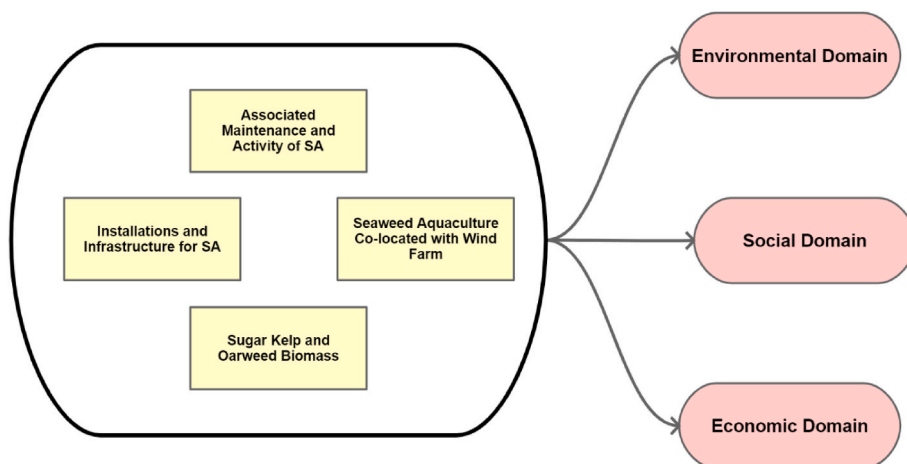 Associated
Maintenance and
Activity of SA
Installations and
Infrastructure for SA
Seaweed Aquaculture
Co-located with Wind
Farm
Sugar Kelp and
Oarweed Biomass
Environmental Domain
Social Domain
Economic Domain